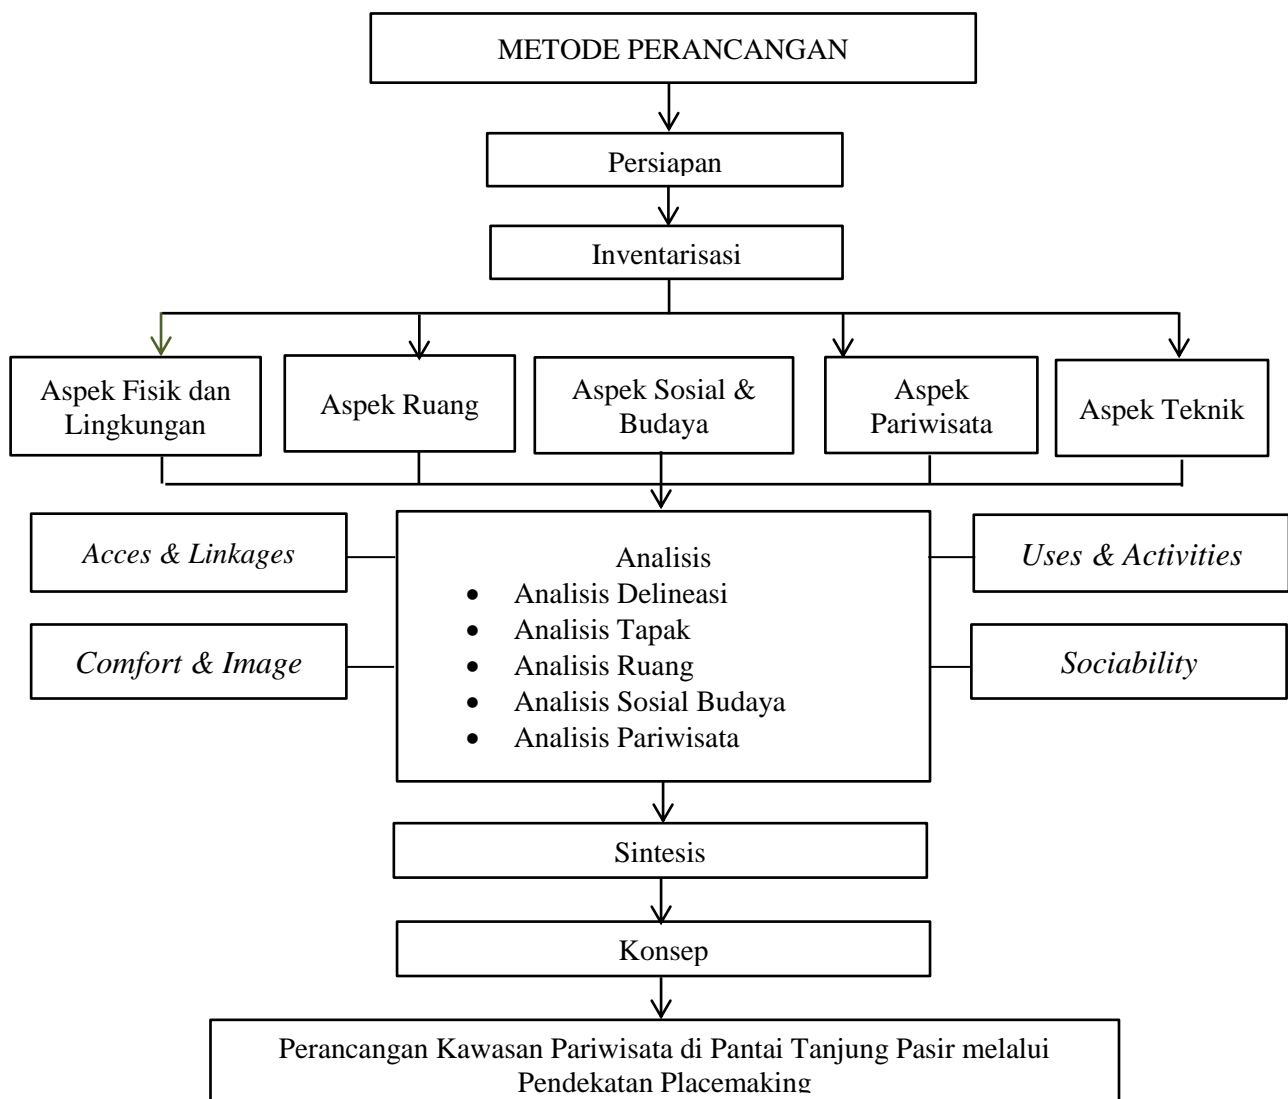 METODE PERANCANGAN
Persiapan
Inventarisasi
Aspek Fisik dan
Lingkungan
Aspek Ruang
Aspek Sosial &
Budaya
Aspek
Pariwisata
Aspek Teknik
Acces & Linkages
Comfort & Image
Analisis
• Analisis Delineasi
• Analisis Tapak
• Analisis Ruang
• Analisis Sosial Budaya
• Analisis Pariwisata
Uses & Activities
Sociability
Sintesis
Konsep
Perancangan Kawasan Pariwisata di Pantai Tanjung Pasir melalui
Pendekatan Placemaking